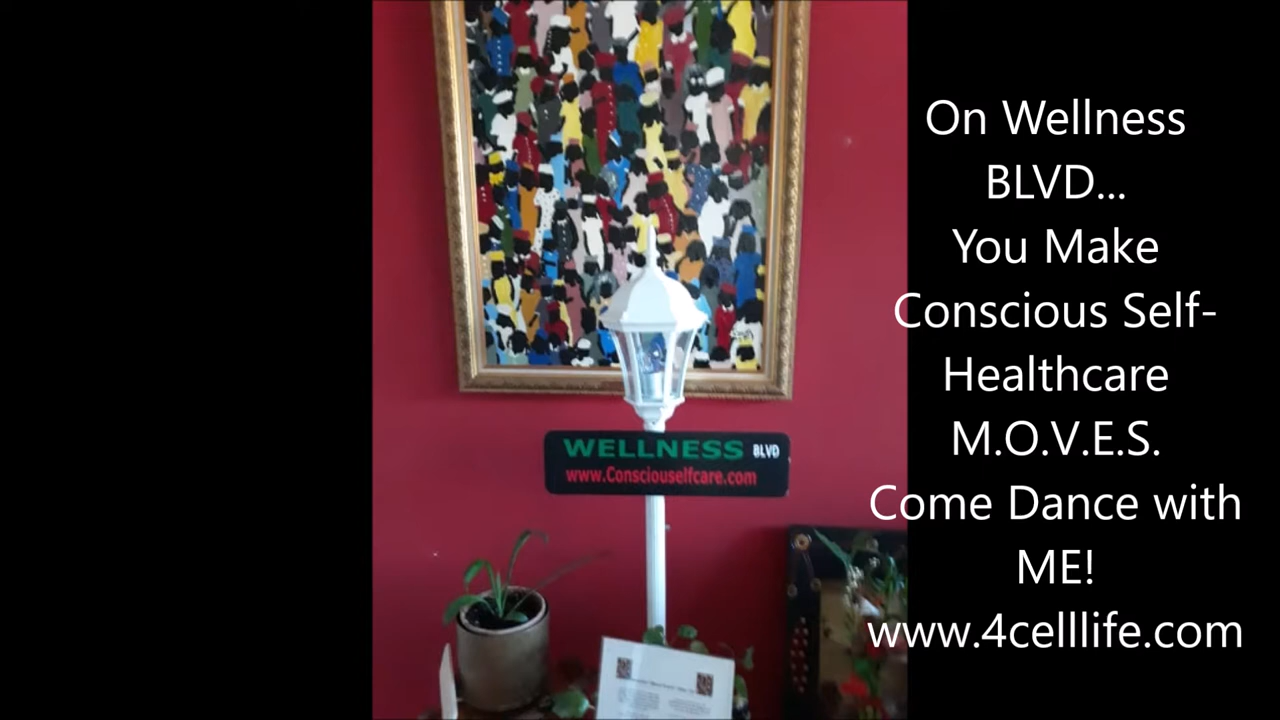 On Wellness
BLVD...
You Make
Conscious Self-
Healthcare
M.O.V.E.S.
Come Dance with
ME!
www.4celllife.com
WELLNESS BLVD
www.Consciouselfcare.com